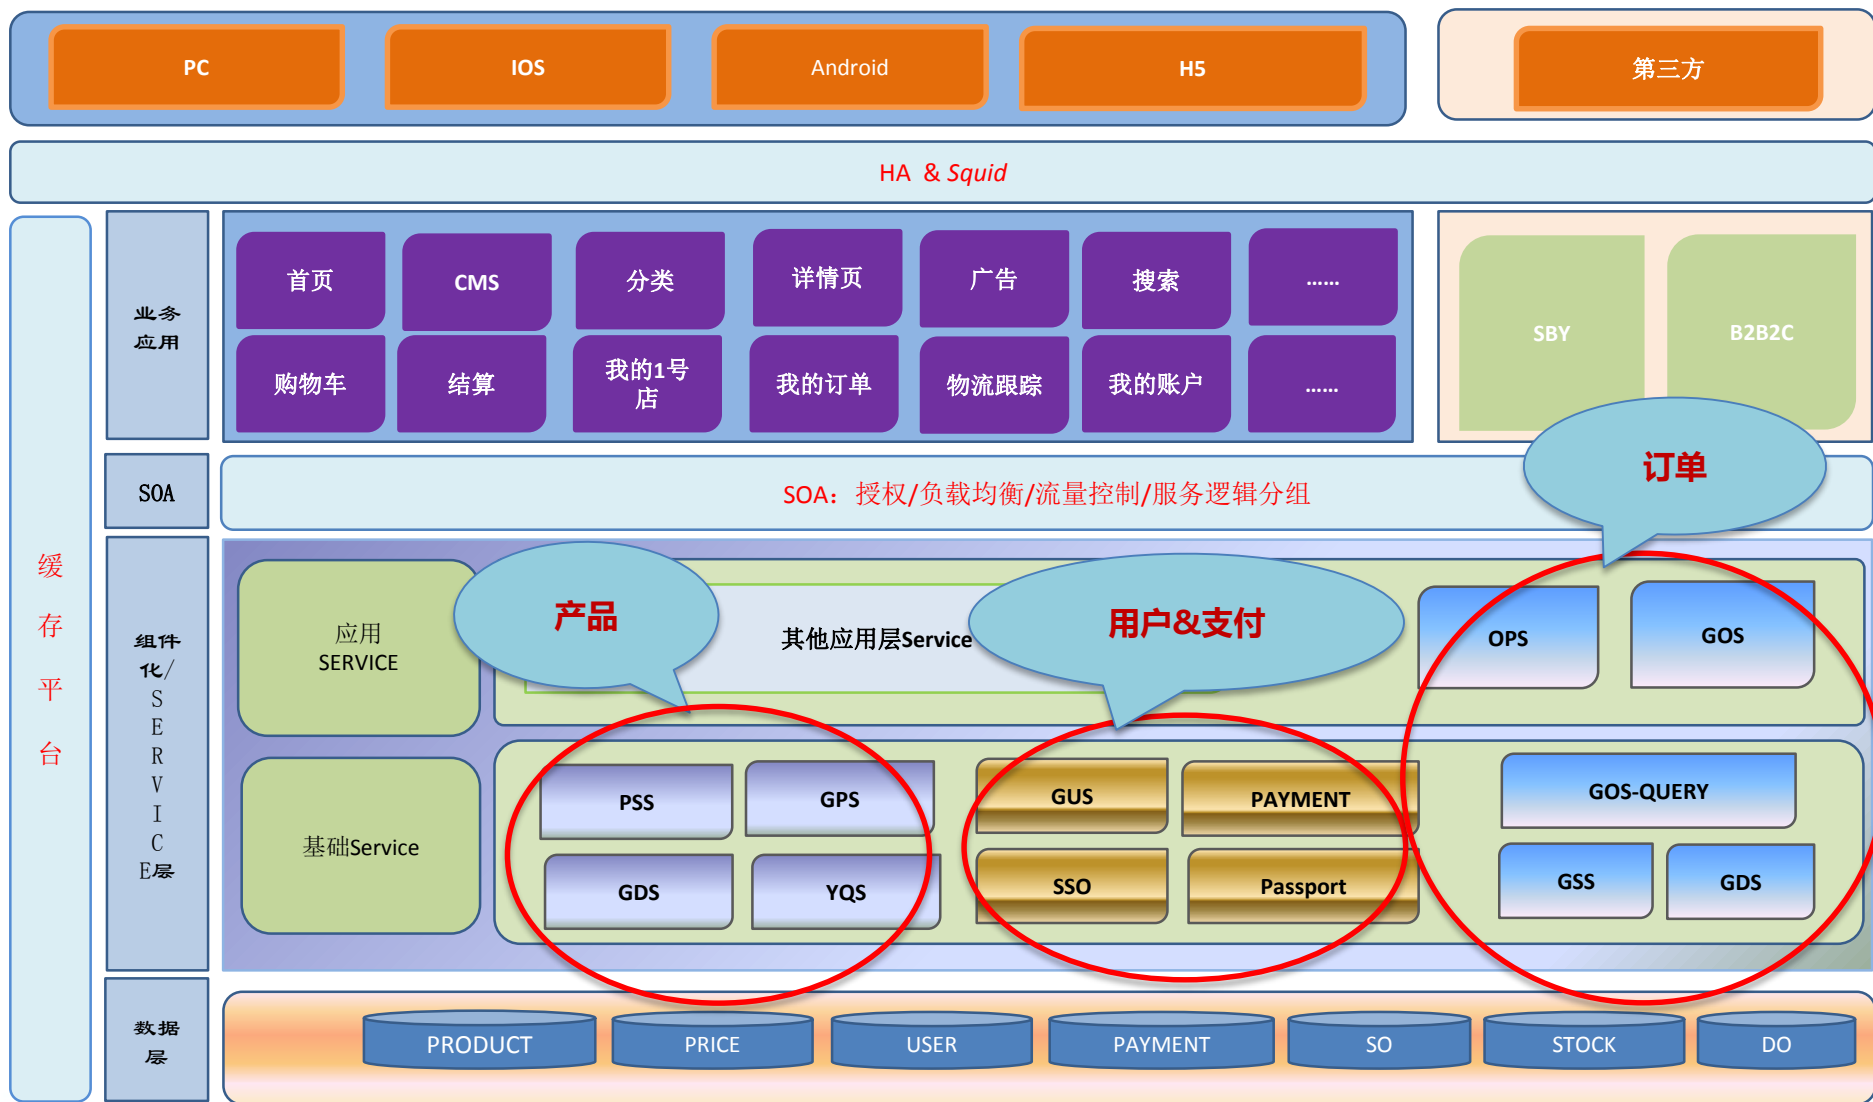 PC
IOS
Android
H5
第三方
HA & Squid
缓
存
平
台
业务
应用
首页
CMS
分类
详情页
广告
搜索
......
购物车
结算
我的1号
店
我的订单
物流跟踪
我的账户
......
SBY
B2B2C
SOA
SOA：授权/负载均衡/流量控制/服务逻辑分组
订单
组件
化/
S
E
R
V
I
C
E层
应用
SERVICE
产品
其他应用层Service
用户&支付
OPS
GOS
基础Service
PSS
GPS
GDS
YQS
GUS
PAYMENT
SSO
Passport
GOS-QUERY
GSS
GDS
数据
层
PRODUCT
PRICE
USER
PAYMENT
SO
STOCK
DO